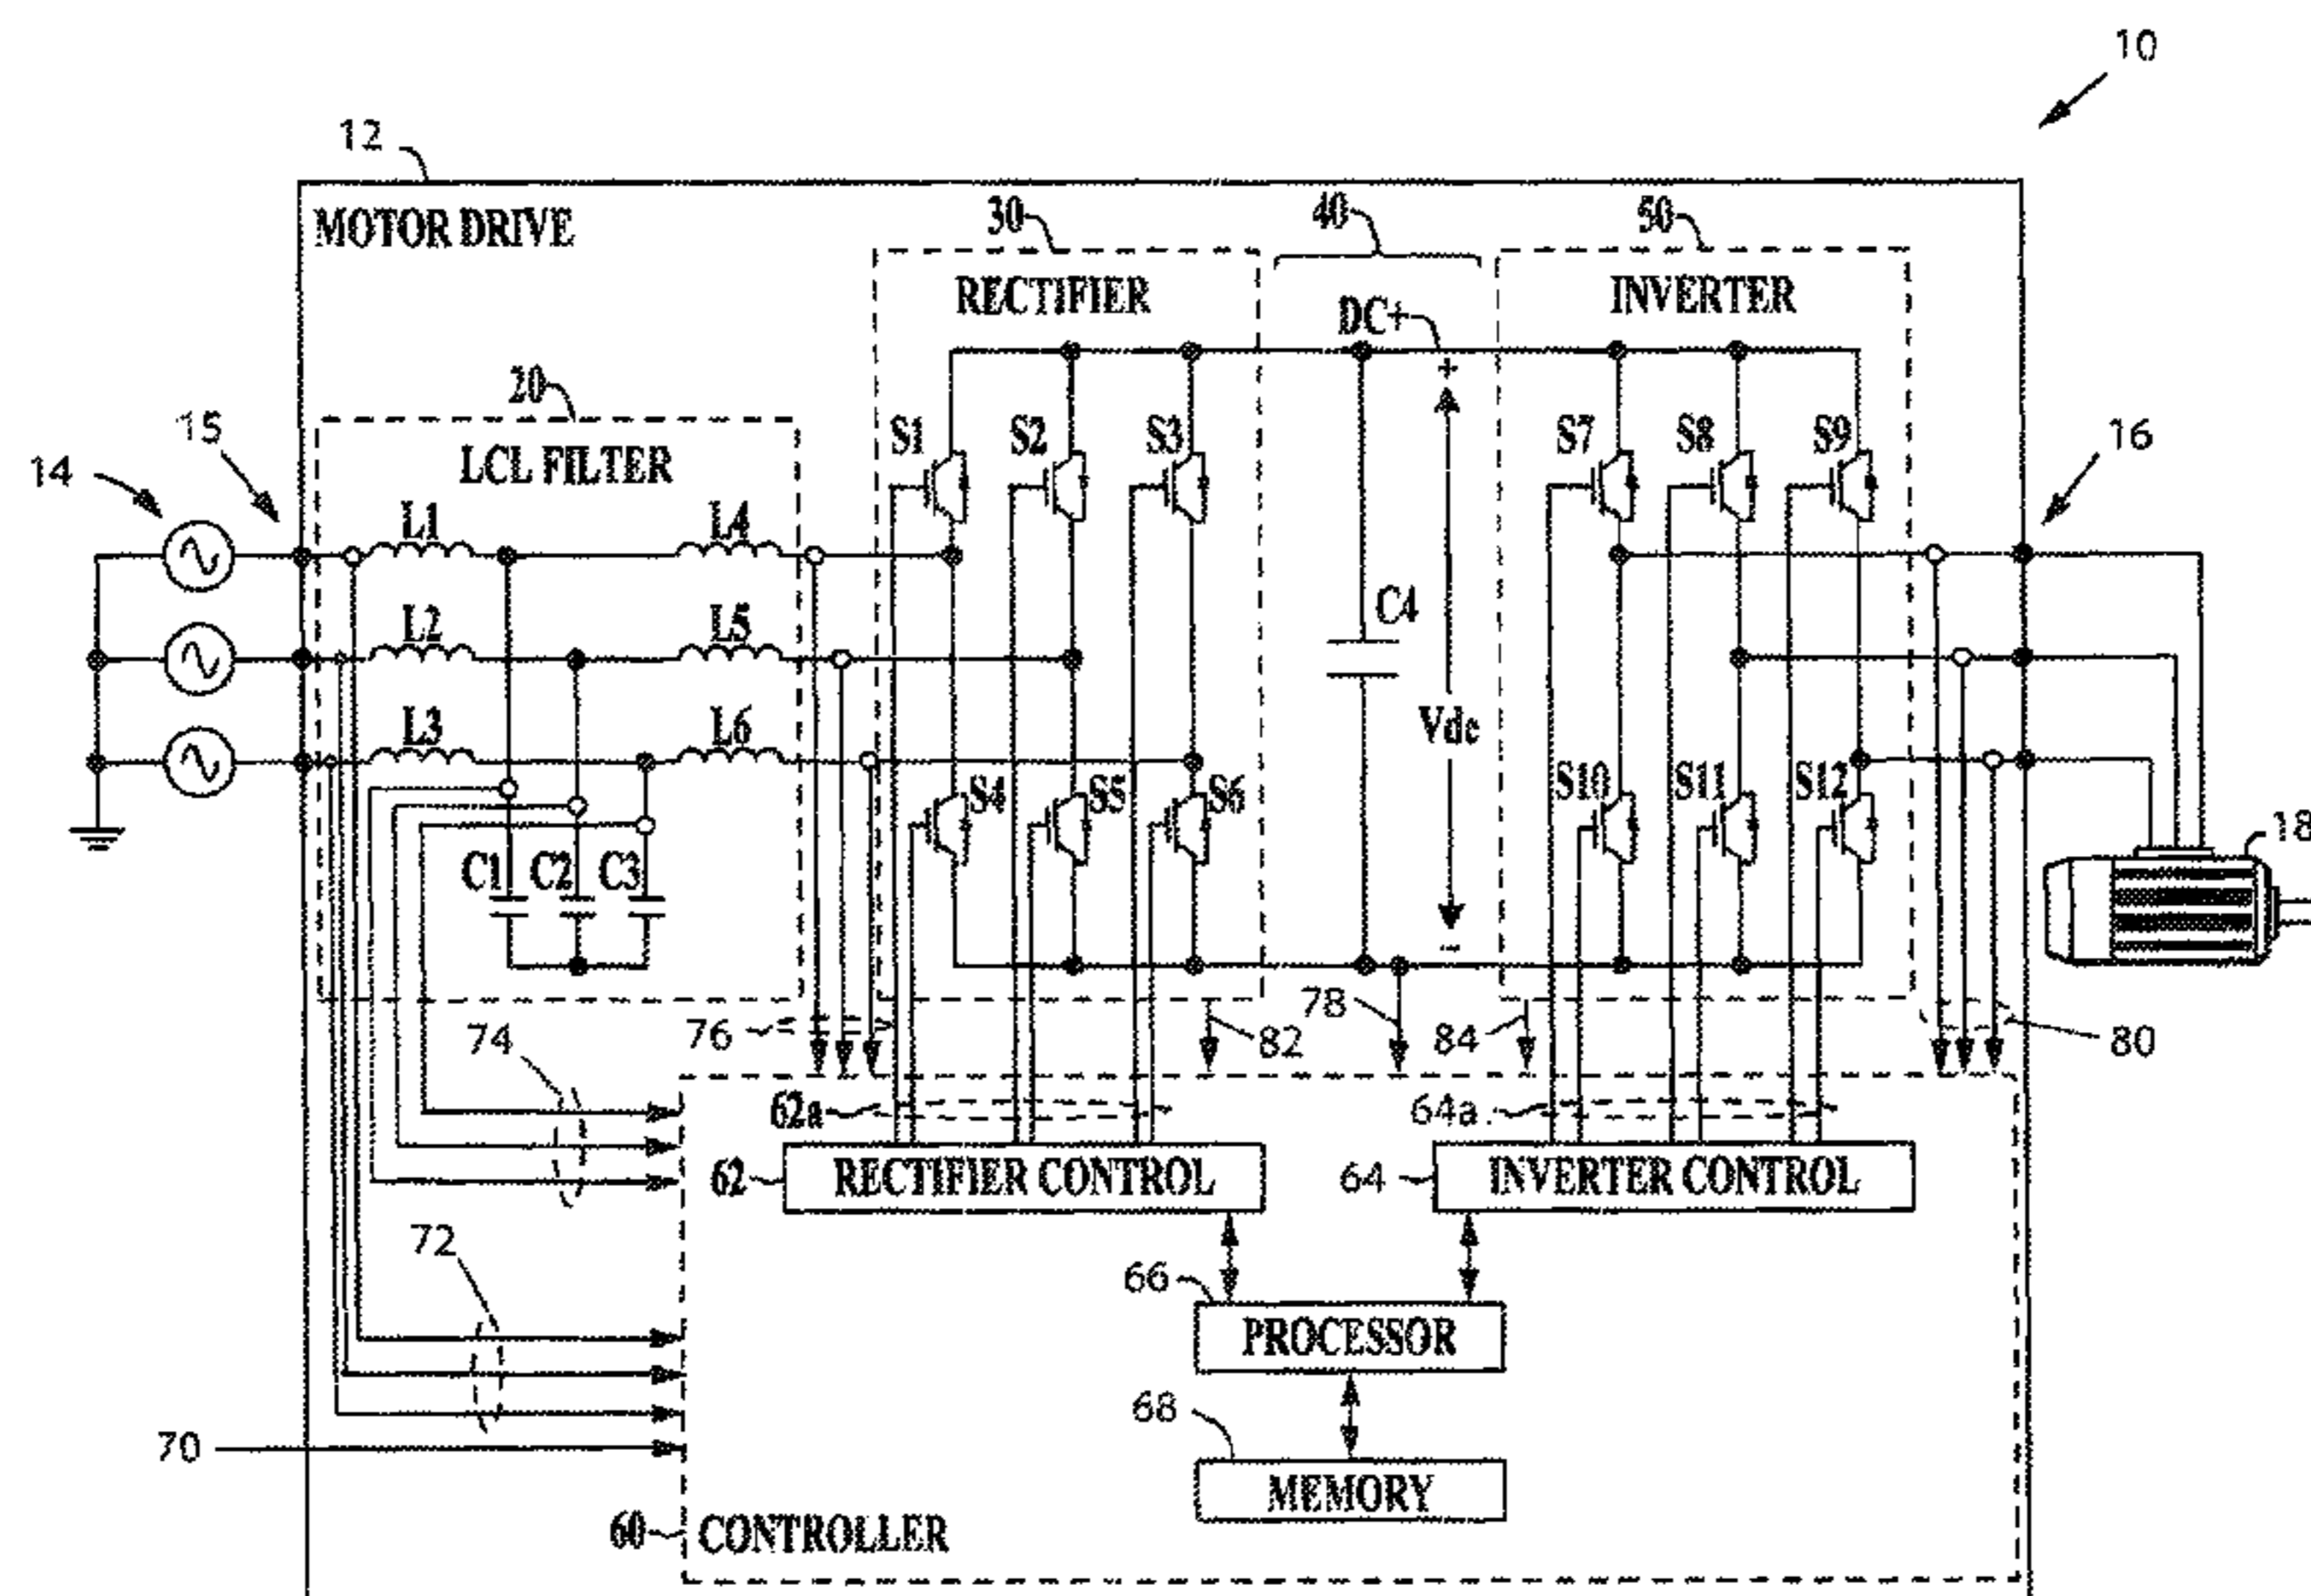 10
12
MOTOR DRIVE
30
40
50
RECTIFIER
INVERTER
DC+
+
20
15
LCL FILTER
14
16
S1
S2
S3
S7
S8
S9
L1
L4
L2
L5
C4
L3
L6
Vdc
S4
S5
S6
S10
S11
S12
18
C1
C2
C3
-
76
74
82
78
84
80
62a
64a
62
RECTIFIER CONTROL
64
INVERTER CONTROL
72
66
PROCESSOR
68
70
MEMORY
60
CONTROLLER